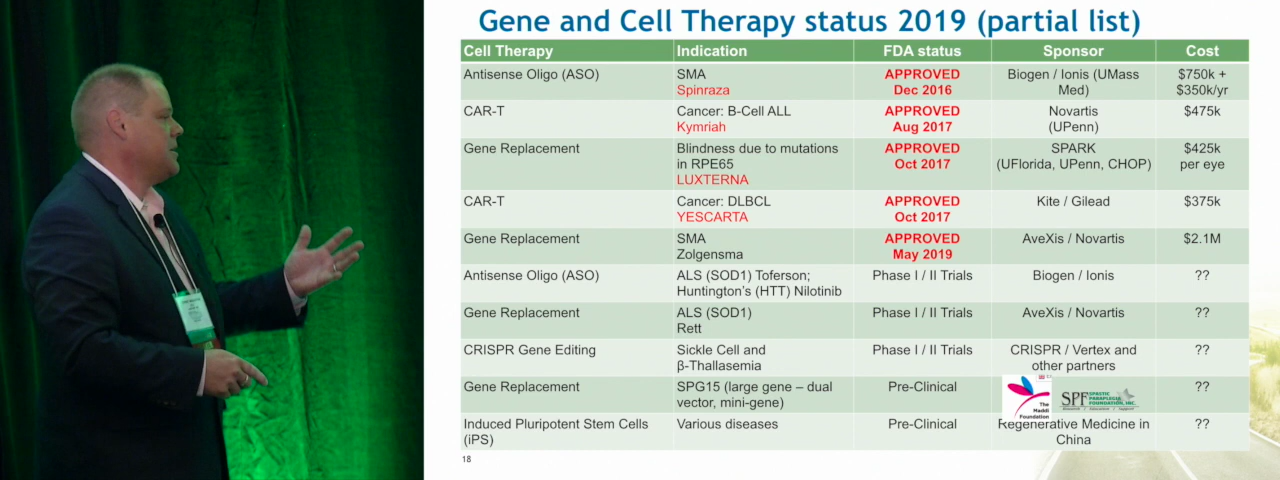 Gene and Cell Therapy status 2019 (partial list)
Cell Therapy Indication FDA status Sponsor Cost
Antisense Oligo (ASO) SMA APPROVED Biogen / Ionis (UMass $750k +
Spinraza Dec 2016 Med) $350k/yr
CAR-T Cancer: B-Cell ALL APPROVED Novartis $475k
Kymriah Aug 2017 (UPenn)
Gene Replacement Blindness due to mutations APPROVED SPARK $425k
in RPE65 Oct 2017 (UFlorida, UPenn, CHOP) per eye
LUXTERNA
CAR-T Cancer: DLBCL APPROVED Kite / Gilead $375k
YESCARTA Oct 2017
Gene Replacement SMA APPROVED AveXis / Novartis $2.1M
Zolgensma May 2019
Antisense Oligo (ASO) ALS (SOD1) Toferson; Phase I / II Trials Biogen / Ionis ??
Huntington's (HTT) Nilotinib
Gene Replacement ALS (SOD1) Phase I / II Trials AveXis / Novartis ??
Rett
CRISPR Gene Editing Sickle Cell and Phase I / II Trials CRISPR / Vertex and ??
β-Thallasemia other partners
Gene Replacement SPG15 (large gene – dual Pre-Clinical ??
vector, mini-gene)
The
Maddi
Foundation
SPF SPASTIC
PARAPLEGIA
FOUNDATION, INC.
Induced Pluripotent Stem Cells Various diseases Pre-Clinical Regenerative Medicine in ??
(iPS) China
18